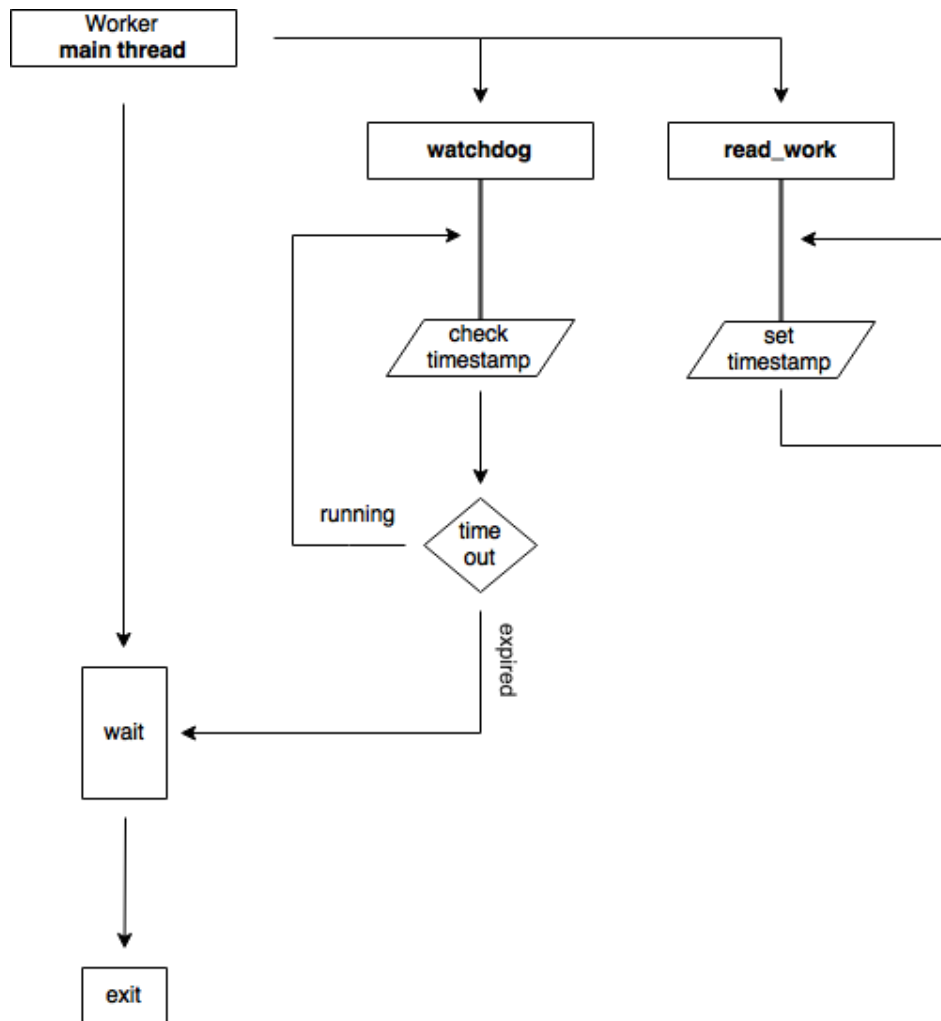 Worker
main thread
watchdog
read_work
check
timestamp
set
timestamp
running
time
out
expired
wait
exit